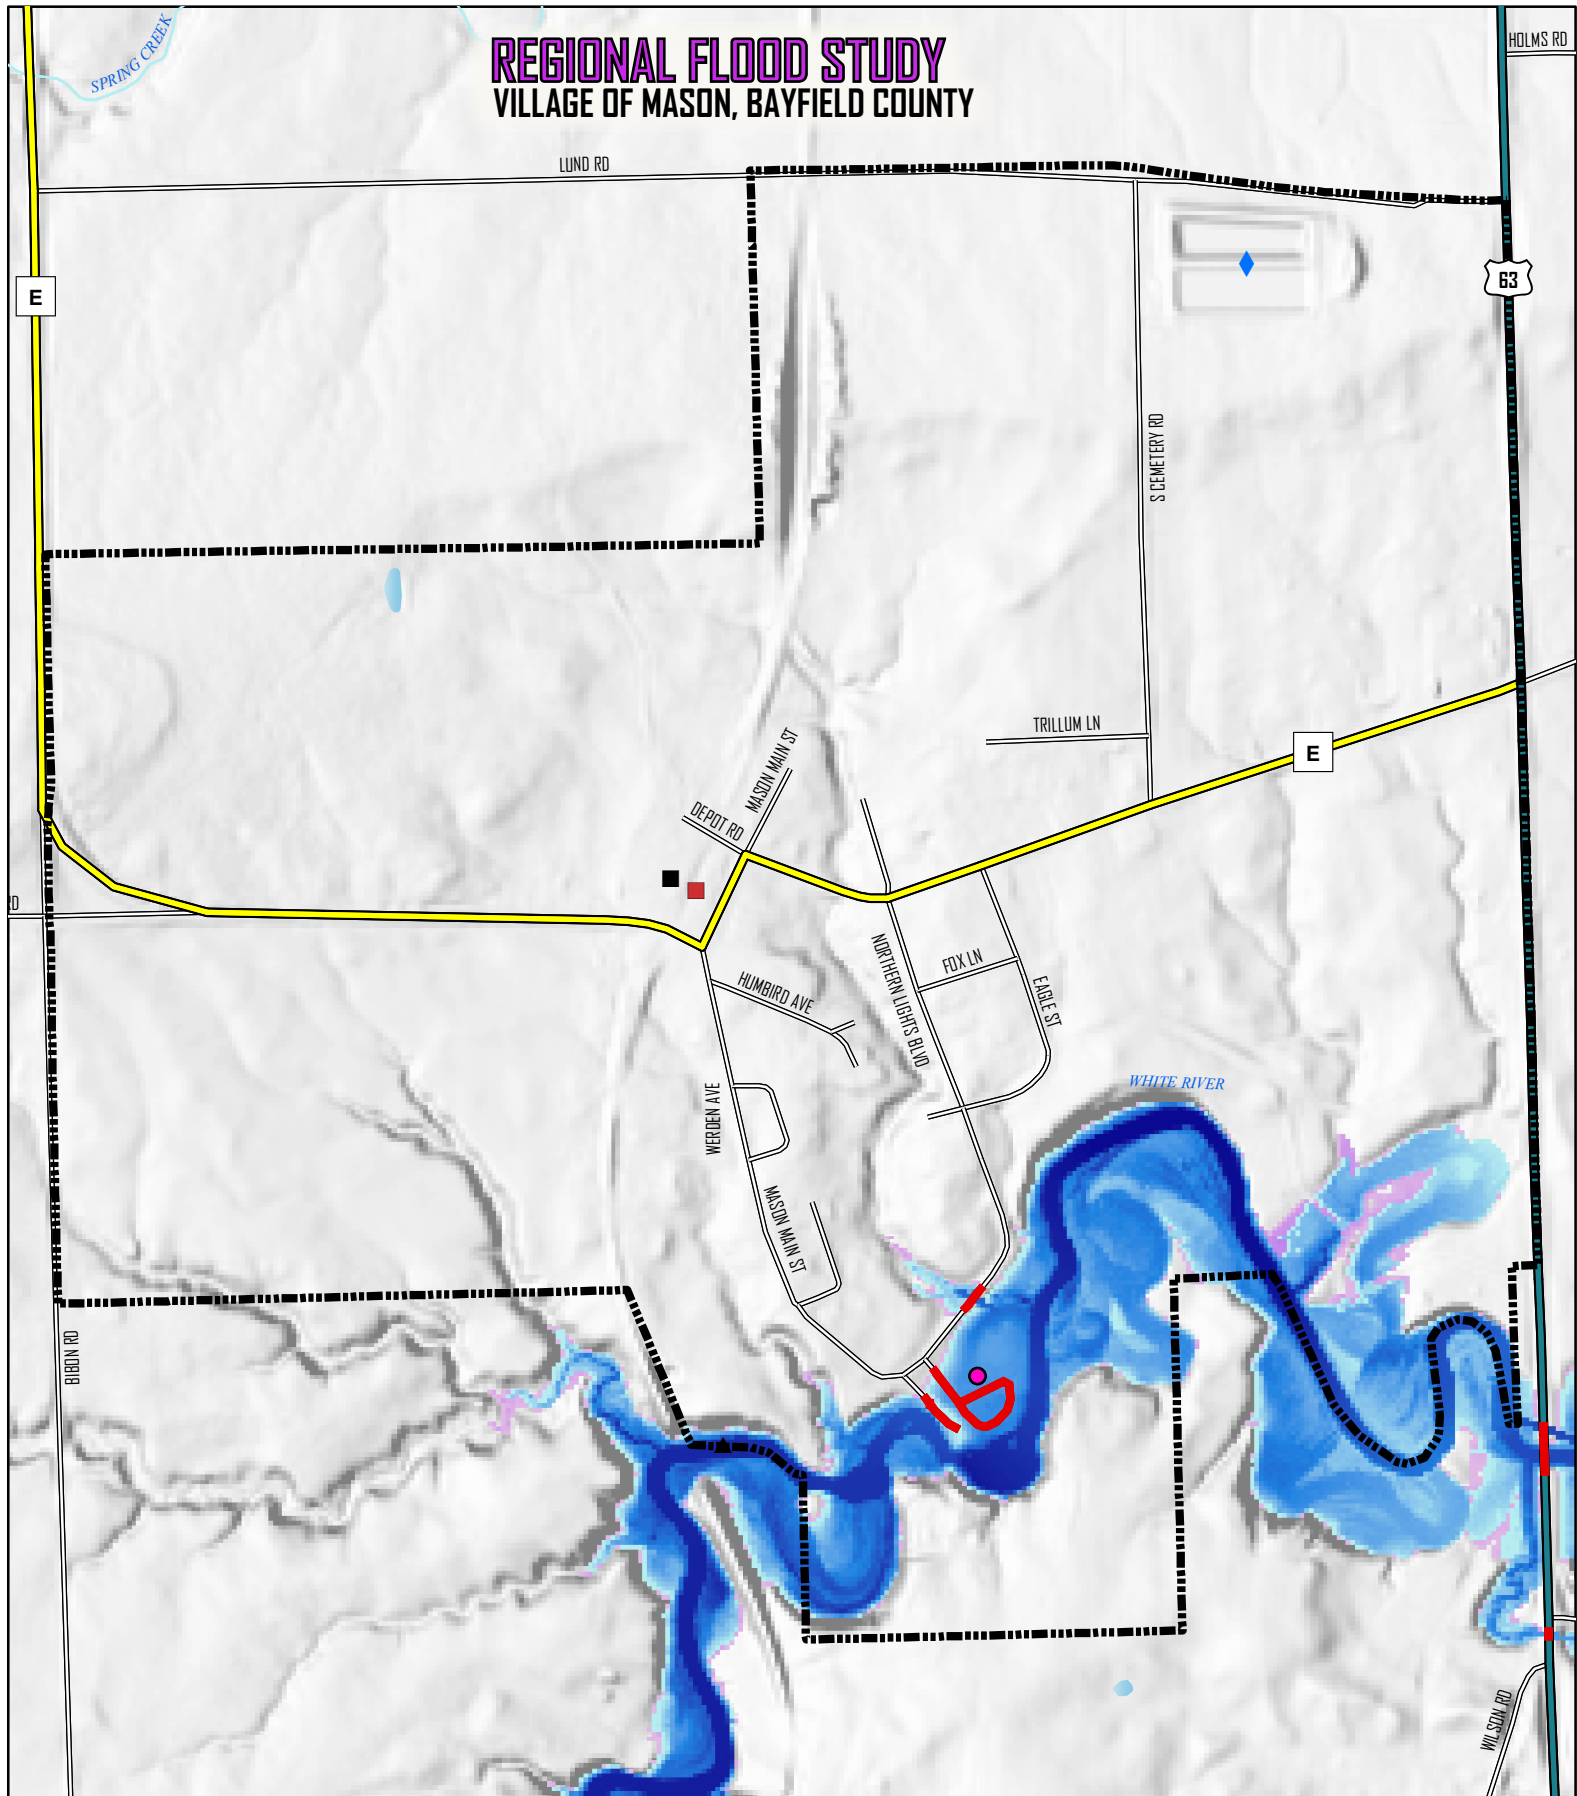 SPRING CREEK
REGIONAL FLOOD STUDY
VILLAGE OF MASON, BAYFIELD COUNTY
HOLMS RD
LUND RD
E
63
S CEMETERY RD
TRILLUM LN
E
MASON MAIN ST
DEPOT RD
RD
NORTHERN LIGHTS BLVD
FOX LN
EAGLE ST
HUMBIRD AVE
WERDEN AVE
WHITE RIVER
MASON MAIN ST
BIBON RD
WILSON RD